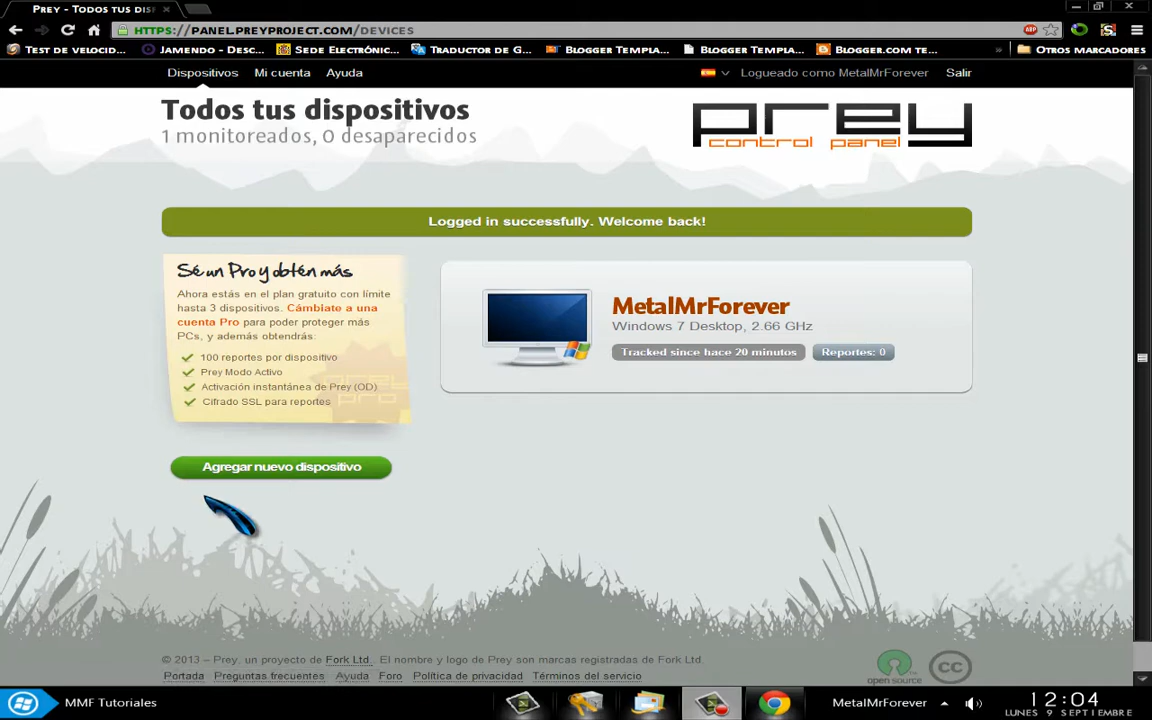 Prey - Todos tus dis
HTTPS://PANEL.PREYPROJECT.COM/DEVICES
Test de velocid...
Jamendo - Desc...
Sede Electrónic...
Traductor de G...
Blogger Templa...
Blogger Templa...
Blogger.com te...
»
Otros marcadores
Dispositivos
Mi cuenta
Ayuda
Logueado como MetalMrForever
Salir
Todos tus dispositivos
1 monitoreados, 0 desaparecidos
prey
control panel
Logged in successfully. Welcome back!
Sé un Pro y obtén más
Ahora estás en el plan gratuito con límite
hasta 3 dispositivos. Cámbiate a una
cuenta Pro para poder proteger más
PCs, y además obtendrás:
100 reportes por dispositivo
Prey Modo Activo
Activación instantánea de Prey (OD)
Cifrado SSL para reportes
prey
pro
Agregar nuevo dispositivo
MetalMrForever
Windows 7 Desktop, 2.66 GHz
Tracked since hace 20 minutos
Reportes: 0
© 2013 – Prey, un proyecto de Fork Ltd. El nombre y logo de Prey son marcas registradas de Fork Ltd.
Portada
Preguntas frecuentes
Ayuda
Foro
Política de privacidad
Términos del servicio
open source
cc
MMF Tutoriales
MetalMrForever
12:04
LUNES 9 SEPTIEMBRE